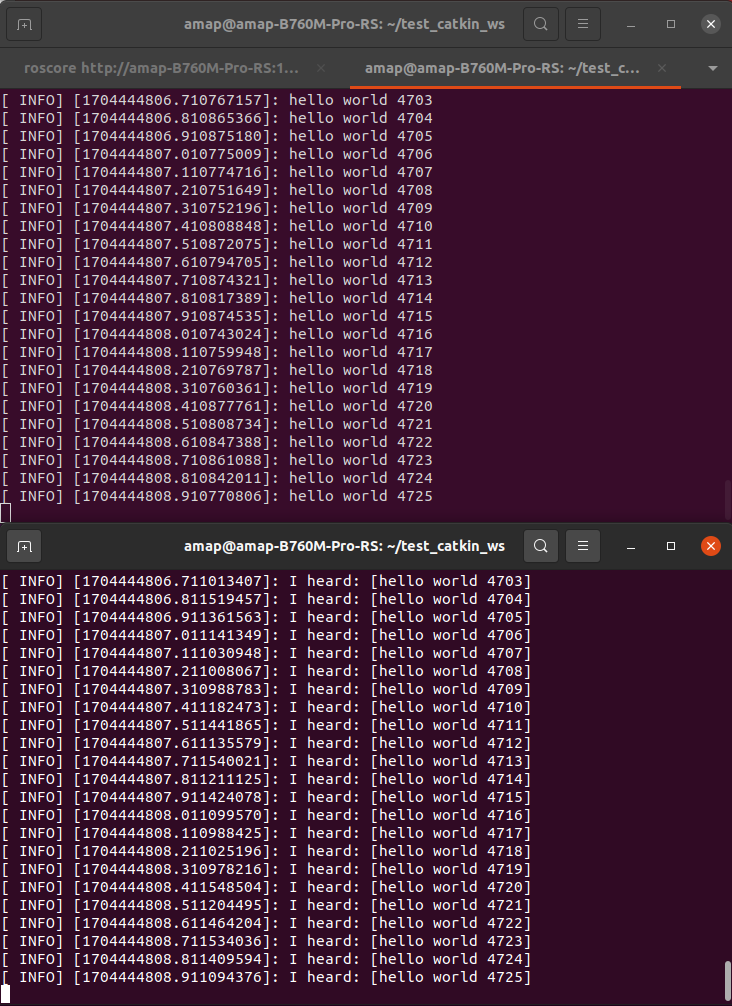 amap@amap-B760M-Pro-RS: ~/test_catkin_ws
roscore http://amap-B760M-Pro-RS:1...
amap@amap-B760M-Pro-RS: ~/test_c...
[ INFO] [1704444806.710767157]: hello world 4703
[ INFO] [1704444806.810865366]: hello world 4704
[ INFO] [1704444806.910875180]: hello world 4705
[ INFO] [1704444807.010775009]: hello world 4706
[ INFO] [1704444807.110774716]: hello world 4707
[ INFO] [1704444807.210751649]: hello world 4708
[ INFO] [1704444807.310752196]: hello world 4709
[ INFO] [1704444807.410808848]: hello world 4710
[ INFO] [1704444807.510872075]: hello world 4711
[ INFO] [1704444807.610794705]: hello world 4712
[ INFO] [1704444807.710874321]: hello world 4713
[ INFO] [1704444807.810817389]: hello world 4714
[ INFO] [1704444807.910874535]: hello world 4715
[ INFO] [1704444808.010743024]: hello world 4716
[ INFO] [1704444808.110759948]: hello world 4717
[ INFO] [1704444808.210769787]: hello world 4718
[ INFO] [1704444808.310760361]: hello world 4719
[ INFO] [1704444808.410877761]: hello world 4720
[ INFO] [1704444808.510808734]: hello world 4721
[ INFO] [1704444808.610847388]: hello world 4722
[ INFO] [1704444808.710861088]: hello world 4723
[ INFO] [1704444808.810842011]: hello world 4724
[ INFO] [1704444808.910770806]: hello world 4725
amap@amap-B760M-Pro-RS: ~/test_catkin_ws
[ INFO] [1704444806.711013407]: I heard: [hello world 4703]
[ INFO] [1704444806.811519457]: I heard: [hello world 4704]
[ INFO] [1704444806.911361563]: I heard: [hello world 4705]
[ INFO] [1704444807.011141349]: I heard: [hello world 4706]
[ INFO] [1704444807.111030948]: I heard: [hello world 4707]
[ INFO] [1704444807.211008067]: I heard: [hello world 4708]
[ INFO] [1704444807.310988783]: I heard: [hello world 4709]
[ INFO] [1704444807.411182473]: I heard: [hello world 4710]
[ INFO] [1704444807.511441865]: I heard: [hello world 4711]
[ INFO] [1704444807.611135579]: I heard: [hello world 4712]
[ INFO] [1704444807.711540021]: I heard: [hello world 4713]
[ INFO] [1704444807.811211125]: I heard: [hello world 4714]
[ INFO] [1704444807.911424078]: I heard: [hello world 4715]
[ INFO] [1704444808.011099570]: I heard: [hello world 4716]
[ INFO] [1704444808.110988425]: I heard: [hello world 4717]
[ INFO] [1704444808.211025196]: I heard: [hello world 4718]
[ INFO] [1704444808.310978216]: I heard: [hello world 4719]
[ INFO] [1704444808.411548504]: I heard: [hello world 4720]
[ INFO] [1704444808.511204495]: I heard: [hello world 4721]
[ INFO] [1704444808.611464204]: I heard: [hello world 4722]
[ INFO] [1704444808.711534036]: I heard: [hello world 4723]
[ INFO] [1704444808.811409594]: I heard: [hello world 4724]
[ INFO] [1704444808.911094376]: I heard: [hello world 4725]